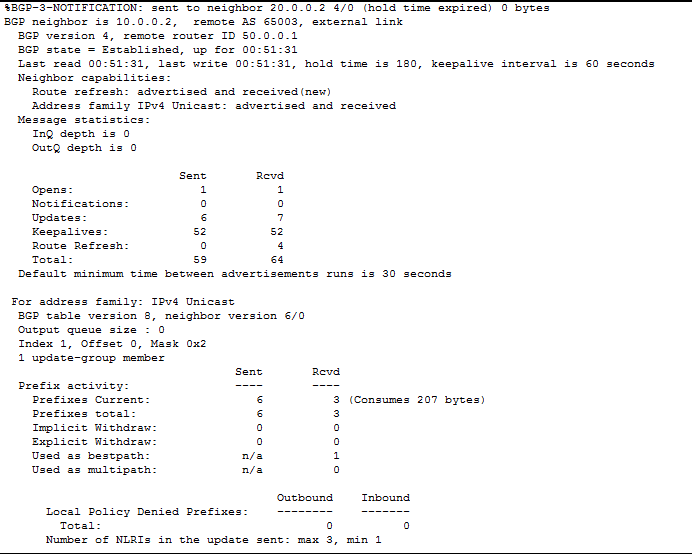 %BGP-3-NOTIFICATION: sent to neighbor 20.0.0.2 4/0 (hold time expired) 0 bytes
BGP neighbor is 10.0.0.2,  remote AS 65003, external link
  BGP version 4, remote router ID 50.0.0.1
  BGP state = Established, up for 00:51:31
  Last read 00:51:31, last write 00:51:31, hold time is 180, keepalive interval is 60 seconds
  Neighbor capabilities:
    Route refresh: advertised and received(new)
    Address family IPv4 Unicast: advertised and received
  Message statistics:
    InQ depth is 0
    OutQ depth is 0

                         Sent       Rcvd
    Opens:                  1          1
    Notifications:          0          0
    Updates:                6          7
    Keepalives:            52         52
    Route Refresh:          0          4
    Total:                 59         64
  Default minimum time between advertisements runs is 30 seconds

 For address family: IPv4 Unicast
  BGP table version 8, neighbor version 6/0
  Output queue size : 0
  Index 1, Offset 0, Mask 0x2
  1 update-group member
                                 Sent       Rcvd
  Prefix activity:               ----       ----
    Prefixes Current:               6          3 (Consumes 207 bytes)
    Prefixes total:                 6          3
    Implicit Withdraw:              0          0
    Explicit Withdraw:              0          0
    Used as bestpath:             n/a          1
    Used as multipath:            n/a          0

                                       Outbound    Inbound
      Local Policy Denied Prefixes:    --------    -------
        Total:                                0          0
      Number of NLRIs in the update sent: max 3, min 1